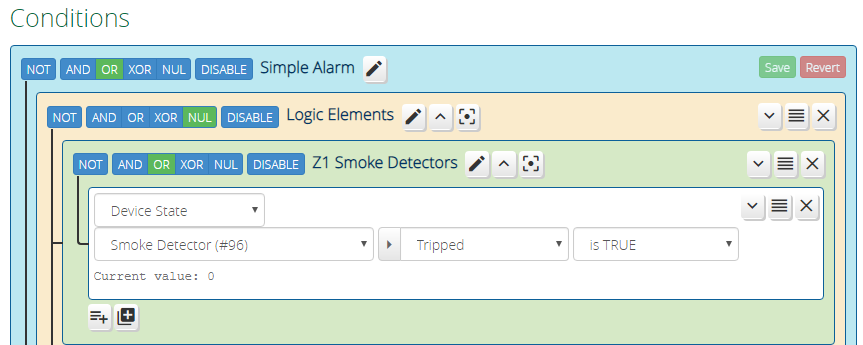 Conditions
NOT AND OR XOR NUL DISABLE Simple Alarm Save Revert
NOT AND OR XOR NUL DISABLE Logic Elements
NOT AND OR XOR NUL DISABLE Z1 Smoke Detectors
Device State
Smoke Detector (#96) Tripped is TRUE
Current value: 0